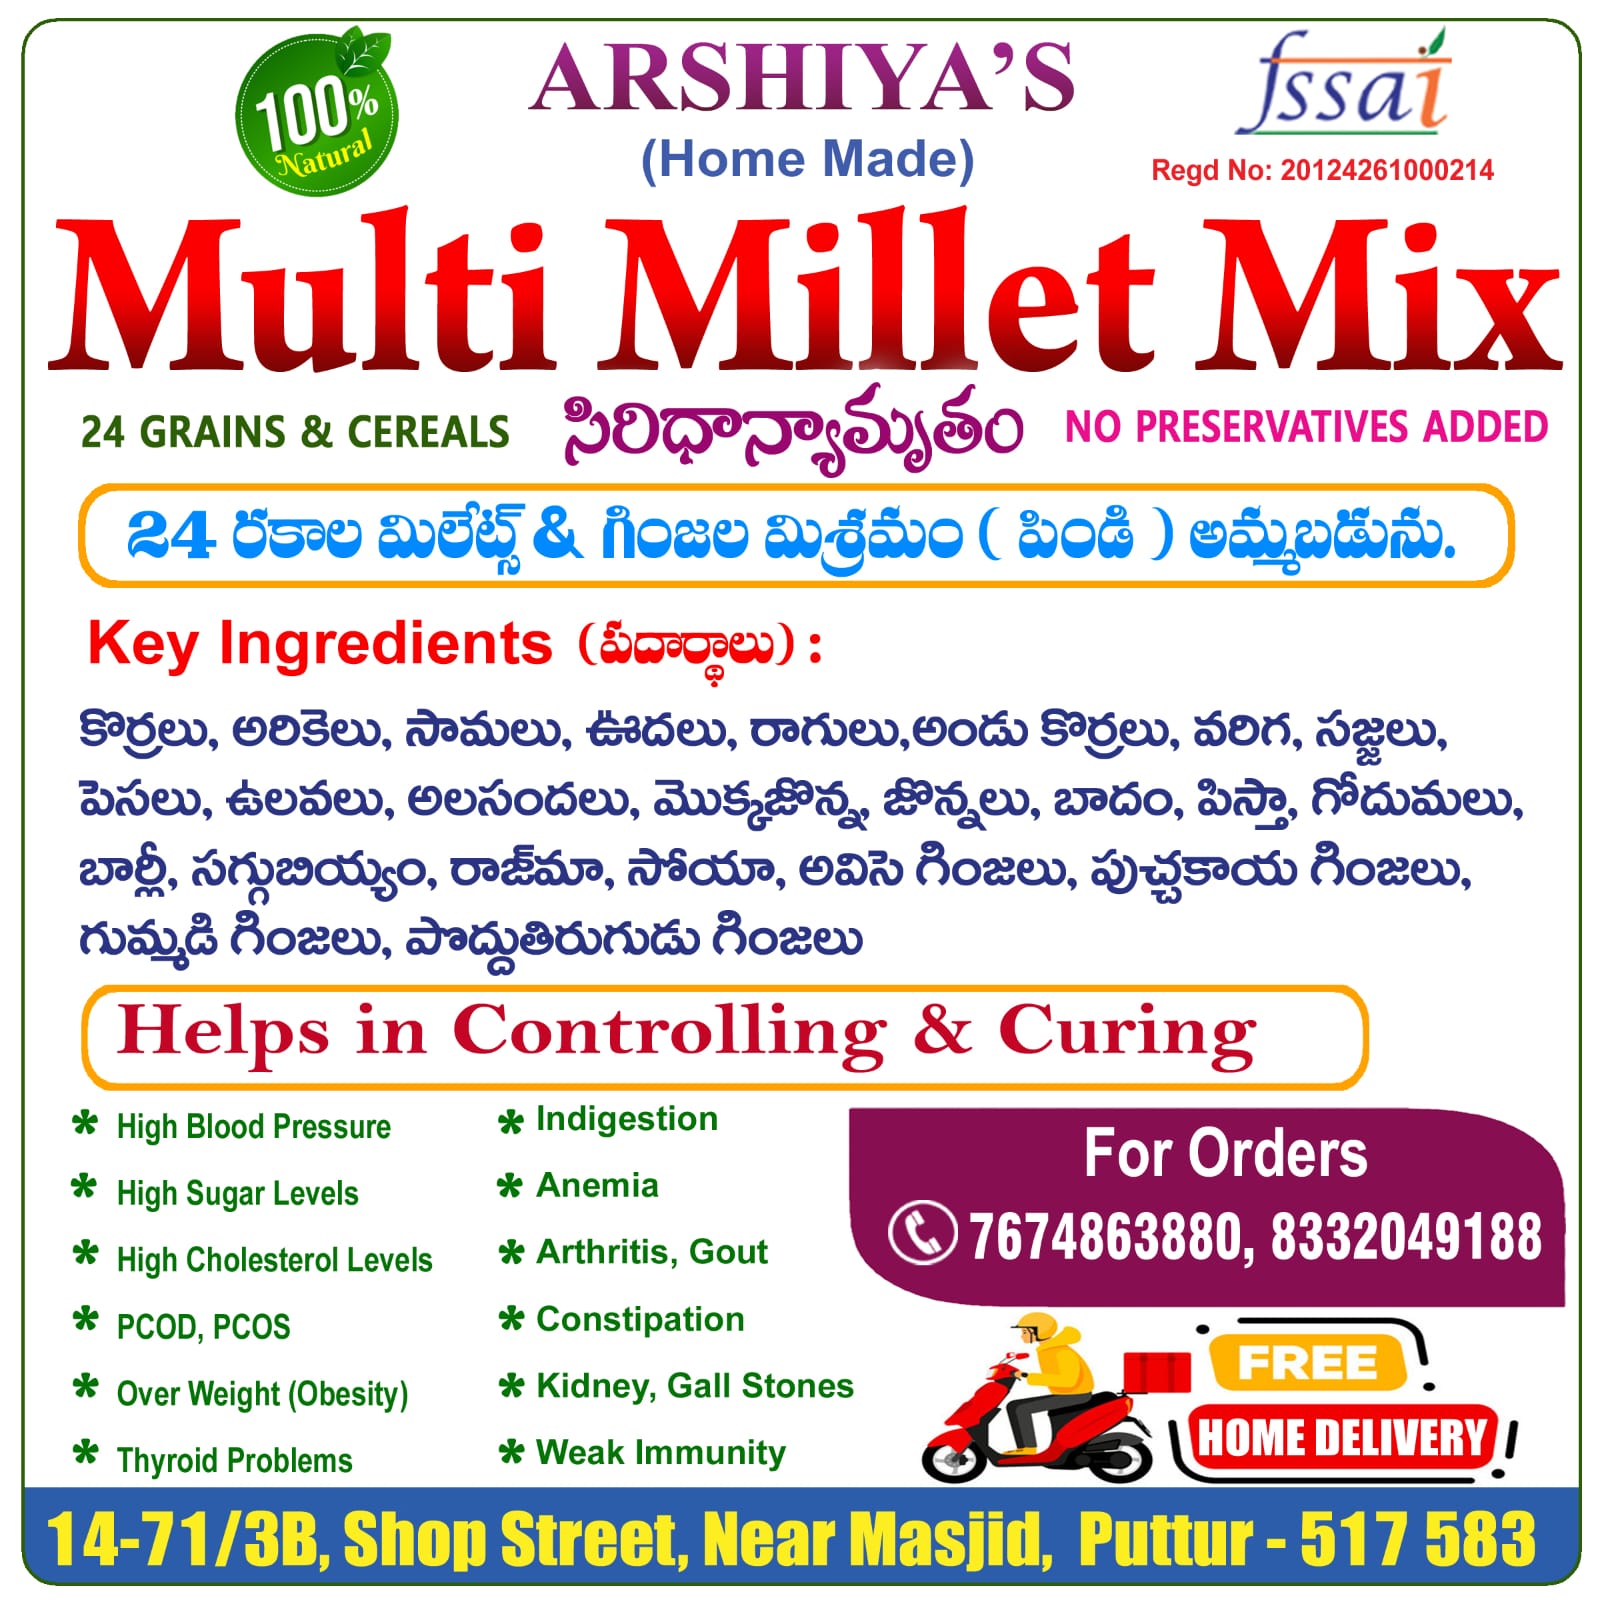 100%
Natural
ARSHIYA'S
(Home Made)
fssai
Regd No: 20124261000214
Multi Millet Mix
24 GRAINS & CEREALS
సిరిధాన్యామృతం
NO PRESERVATIVES ADDED
24 రకాల మిలేట్స్ & గింజల మిశ్రమం ( పిండి ) అమ్మబడును.
Key Ingredients (పదార్థాలు) :
కొర్రలు, అరికెలు, సామలు, ఊదలు, రాగులు,అండు కొర్రలు, వరిగ, సజ్జలు,
పెసలు, ఉలవలు, అలసందలు, మొక్కజొన్న, జొన్నలు, బాదం, పిస్తా, గోదుమలు,
బార్లీ, సగ్గుబియ్యం, రాజ్‌మా, సోయా, అవిసె గింజలు, పుచ్చకాయ గింజలు,
గుమ్మడి గింజలు, పొద్దుతిరుగుడు గింజలు
Helps in Controlling & Curing
* High Blood Pressure
* High Sugar Levels
* High Cholesterol Levels
* PCOD, PCOS
* Over Weight (Obesity)
* Thyroid Problems
* Indigestion
* Anemia
* Arthritis, Gout
* Constipation
* Kidney, Gall Stones
* Weak Immunity
For Orders
7674863880, 8332049188
FREE
HOME DELIVERY
14-71/3B, Shop Street, Near Masjid, Puttur - 517 583